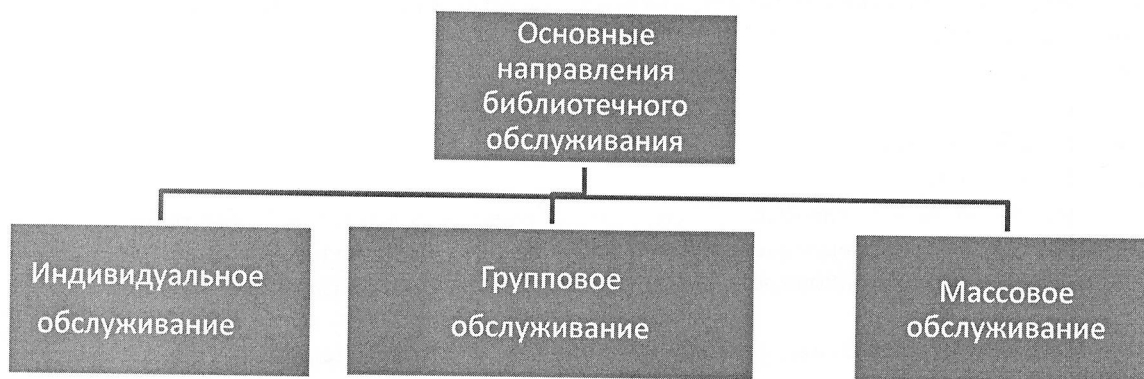 Основные
направления
библиотечного
обслуживания
Индивидуальное
обслуживание
Групповое
обслуживание
Массовое
обслуживание